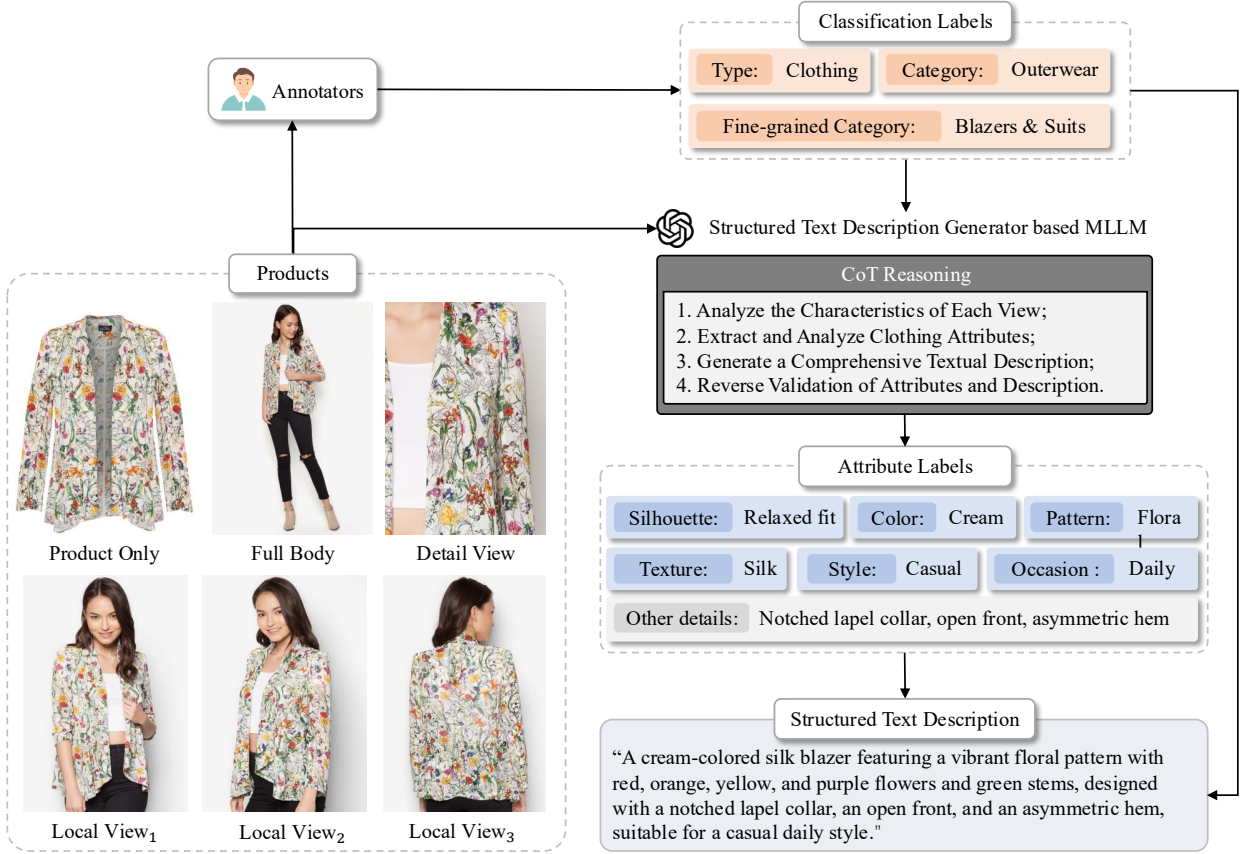 Classification Labels
Type: Clothing
Category: Outerwear
Fine-grained Category: Blazers & Suits
Annotators
Structured Text Description Generator based MLLM
CoT Reasoning
1. Analyze the Characteristics of Each View;
2. Extract and Analyze Clothing Attributes;
3. Generate a Comprehensive Textual Description;
4. Reverse Validation of Attributes and Description.
Products
Product Only
Full Body
Detail View
Local View₁
Local View₂
Local View₃
Attribute Labels
Silhouette: Relaxed fit
Color: Cream
Pattern: Flora
l
Texture: Silk
Style: Casual
Occasion : Daily
Other details: Notched lapel collar, open front, asymmetric hem
Structured Text Description
“A cream-colored silk blazer featuring a vibrant floral pattern with
red, orange, yellow, and purple flowers and green stems, designed
with a notched lapel collar, an open front, and an asymmetric hem,
suitable for a casual daily style."